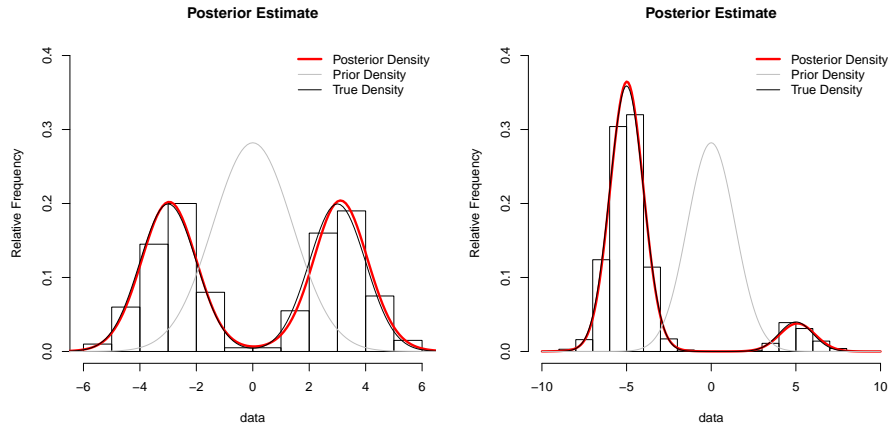 Posterior Estimate
Posterior Density
Prior Density
True Density
Relative Frequency
0.0
0.1
0.2
0.3
0.4
−6
−4
−2
0
2
4
6
data
Posterior Estimate
Posterior Density
Prior Density
True Density
Relative Frequency
0.0
0.1
0.2
0.3
0.4
−10
−5
0
5
10
data